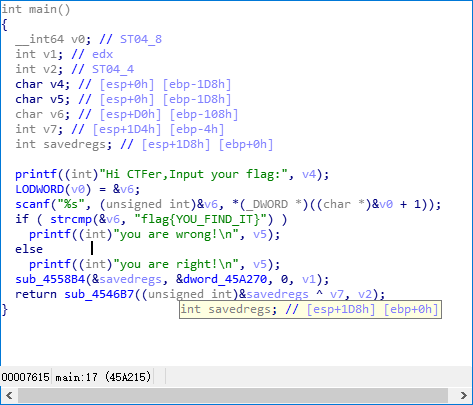 int main()
{
  __int64 v0; // ST04_8
  int v1; // edx
  int v2; // ST04_4
  char v4; // [esp+0h] [ebp-1D8h]
  char v5; // [esp+0h] [ebp-1D8h]
  char v6; // [esp+D0h] [ebp-108h]
  int v7; // [esp+1D4h] [ebp-4h]
  int savedregs; // [esp+1D8h] [ebp+0h]

  printf((int)"Hi CTFer,Input your flag:", v4);
  LODWORD(v0) = &v6;
  scanf("%s", (unsigned int)&v6, *(_DWORD *)((char *)&v0 + 1));
  if ( strcmp(&v6, "flag{YOU_FIND_IT}") )
    printf((int)"you are wrong!\n", v5);
  else
    printf((int)"you are right!\n", v5);
  sub_4558B4(&savedregs, &dword_45A270, 0, v1);
  return sub_4546B7((unsigned int)&savedregs ^ v7, v2);
}
int savedregs; // [esp+1D8h] [ebp+0h]
00007615 main:17 (45A215)